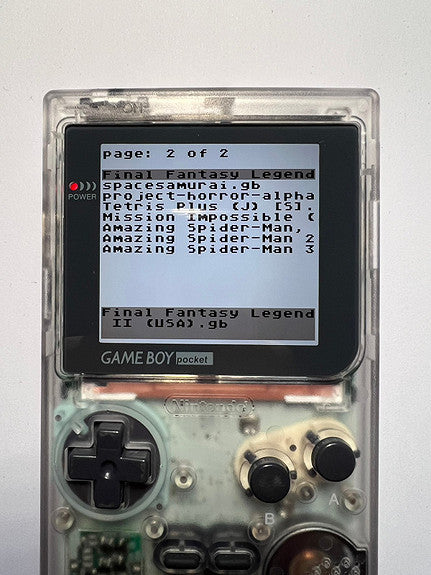 page: 2 of 2
Final Fantasy Legend
spacesamurai.gb
project-horror-alpha
Tetris Plus (J) [S].
Mission Impossible (
Amazing Spider-Man,
Amazing Spider-Man 2
Amazing Spider-Man 3
Final Fantasy Legend
II (USA).gb
POWER
GAME BOY pocket
Nintendo
B A